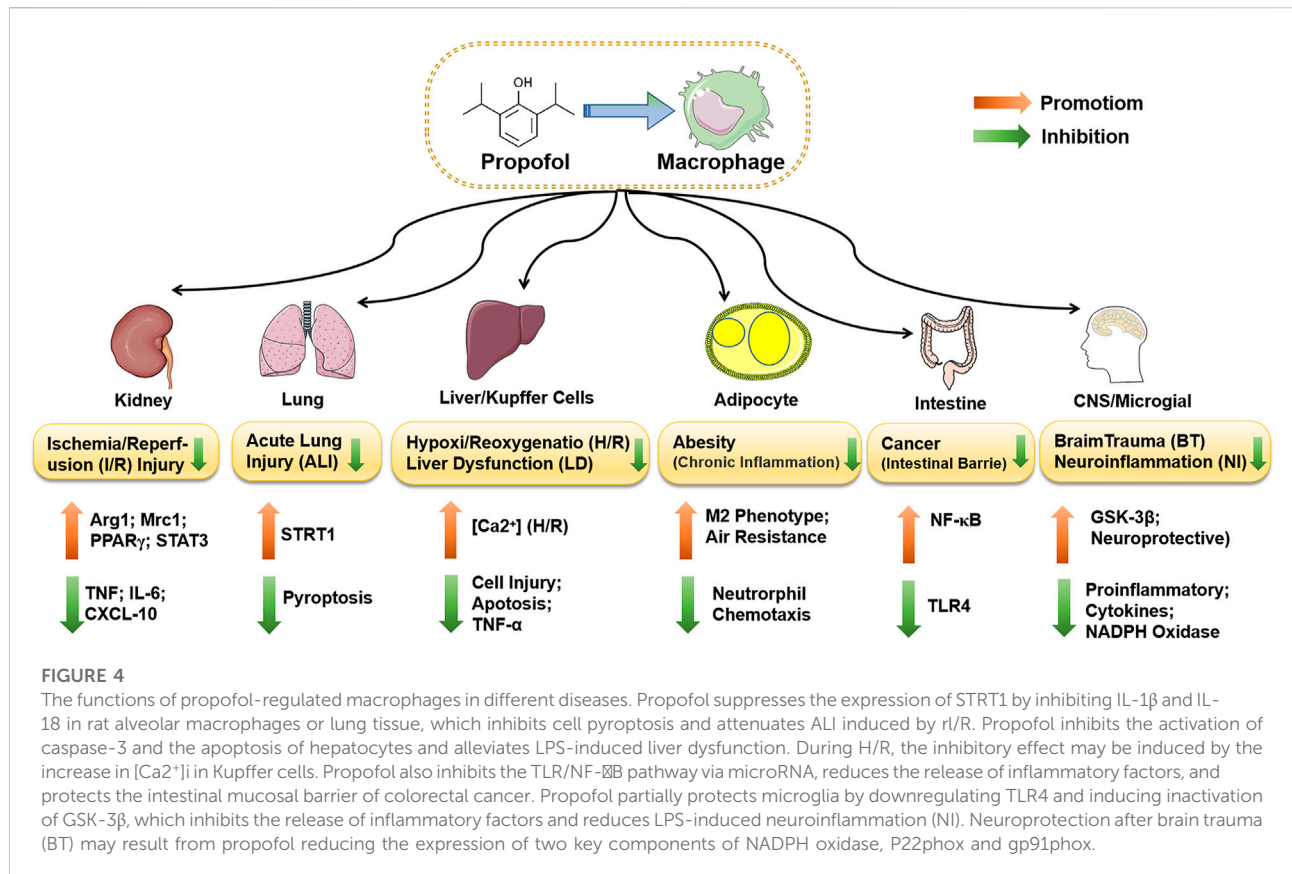 OH
Propofol
Macrophage
Promotiom
Inhibition
Kidney
Lung
Liver/Kupffer Cells
Adipocyte
Intestine
CNS/Microgial
Ischemia/Reperf-
usion (I/R) Injury
Acute Lung
Injury (ALI)
Hypoxi/Reoxygenatio (H/R)
Liver Dysfunction (LD)
Abesity
(Chronic Inflammation)
Cancer
(Intestinal Barrie)
BraimTrauma (BT)
Neuroinflammation (NI)
Arg1; Mrc1;
PPARγ; STAT3
STRT1
[Ca2⁺] (H/R)
M2 Phenotype;
Air Resistance
NF-κB
GSK-3β;
Neuroprotective)
TNF; IL-6;
CXCL-10
Pyroptosis
Cell Injury;
Apotosis;
TNF-α
Neutrorphil
Chemotaxis
TLR4
Proinflammatory;
Cytokines;
NADPH Oxidase
FIGURE 4
The functions of propofol-regulated macrophages in different diseases. Propofol suppresses the expression of STRT1 by inhibiting IL-1β and IL-
18 in rat alveolar macrophages or lung tissue, which inhibits cell pyroptosis and attenuates ALI induced by rl/R. Propofol inhibits the activation of
caspase-3 and the apoptosis of hepatocytes and alleviates LPS-induced liver dysfunction. During H/R, the inhibitory effect may be induced by the
increase in [Ca2⁺]i in Kupffer cells. Propofol also inhibits the TLR/NF-�B pathway via microRNA, reduces the release of inflammatory factors, and
protects the intestinal mucosal barrier of colorectal cancer. Propofol partially protects microglia by downregulating TLR4 and inducing inactivation
of GSK-3β, which inhibits the release of inflammatory factors and reduces LPS-induced neuroinflammation (NI). Neuroprotection after brain trauma
(BT) may result from propofol reducing the expression of two key components of NADPH oxidase, P22phox and gp91phox.